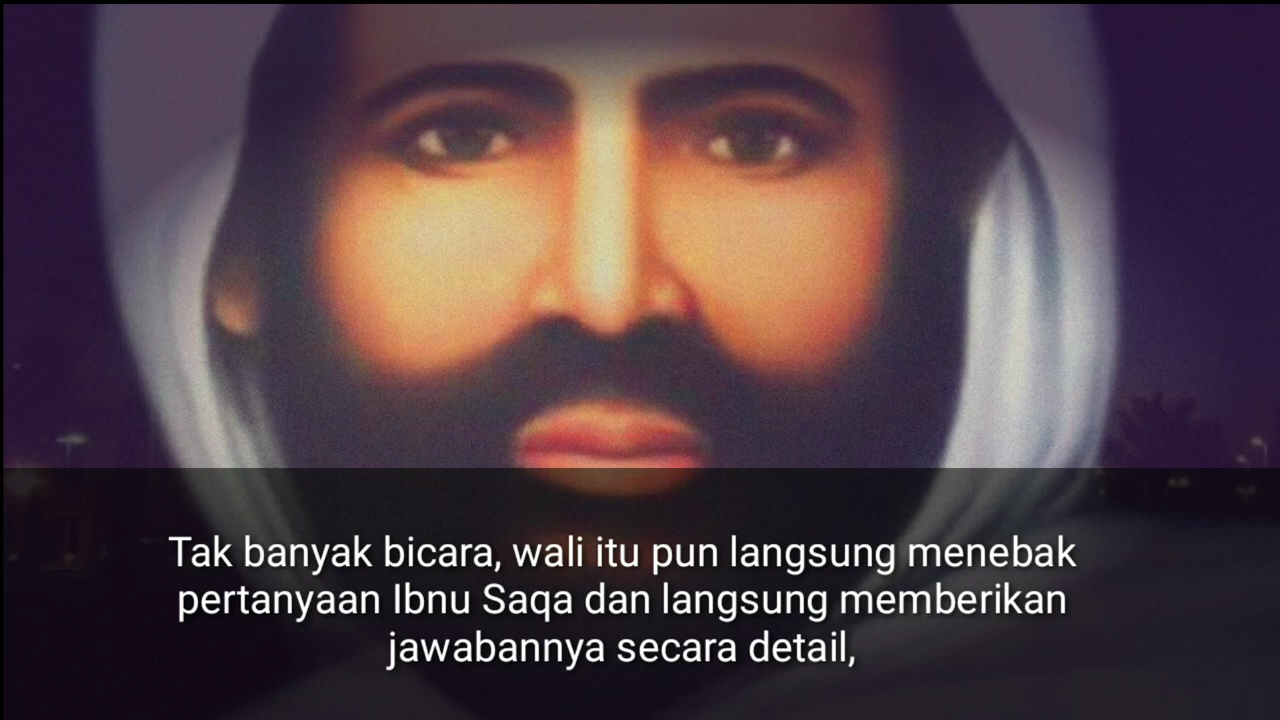 Tak banyak bicara, wali itu pun langsung menebak
pertanyaan Ibnu Saqa dan langsung memberikan
jawabannya secara detail,